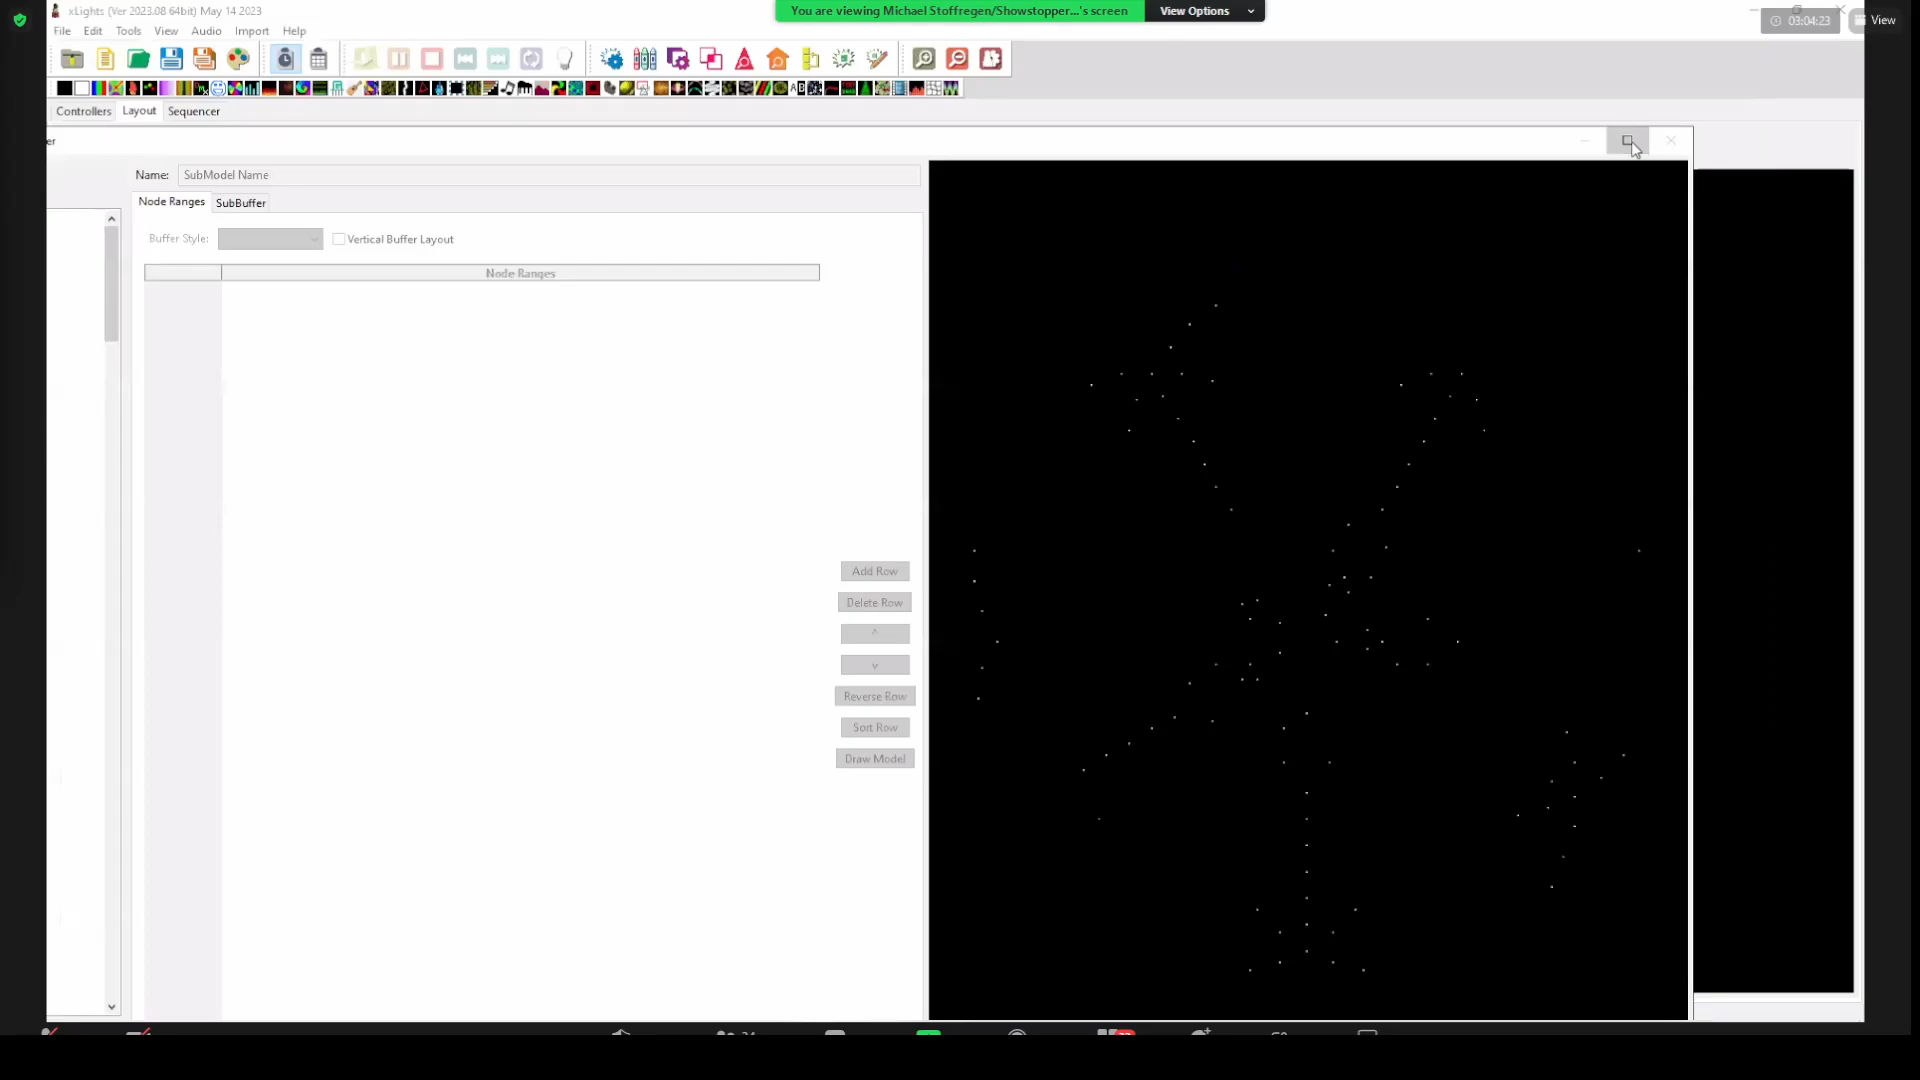 xLights (Ver 2023.08 64bit) May 14 2023
You are viewing Michael Stoffregen/Showstopper...'s screen
View Options
03:04:23
View
File Edit Tools View Audio Import Help
Controllers Layout Sequencer
er
Name: SubModel Name
Node Ranges SubBuffer
Buffer Style: Vertical Buffer Layout
Node Ranges
Add Row
Delete Row
^
v
Reverse Row
Sort Row
Draw Model